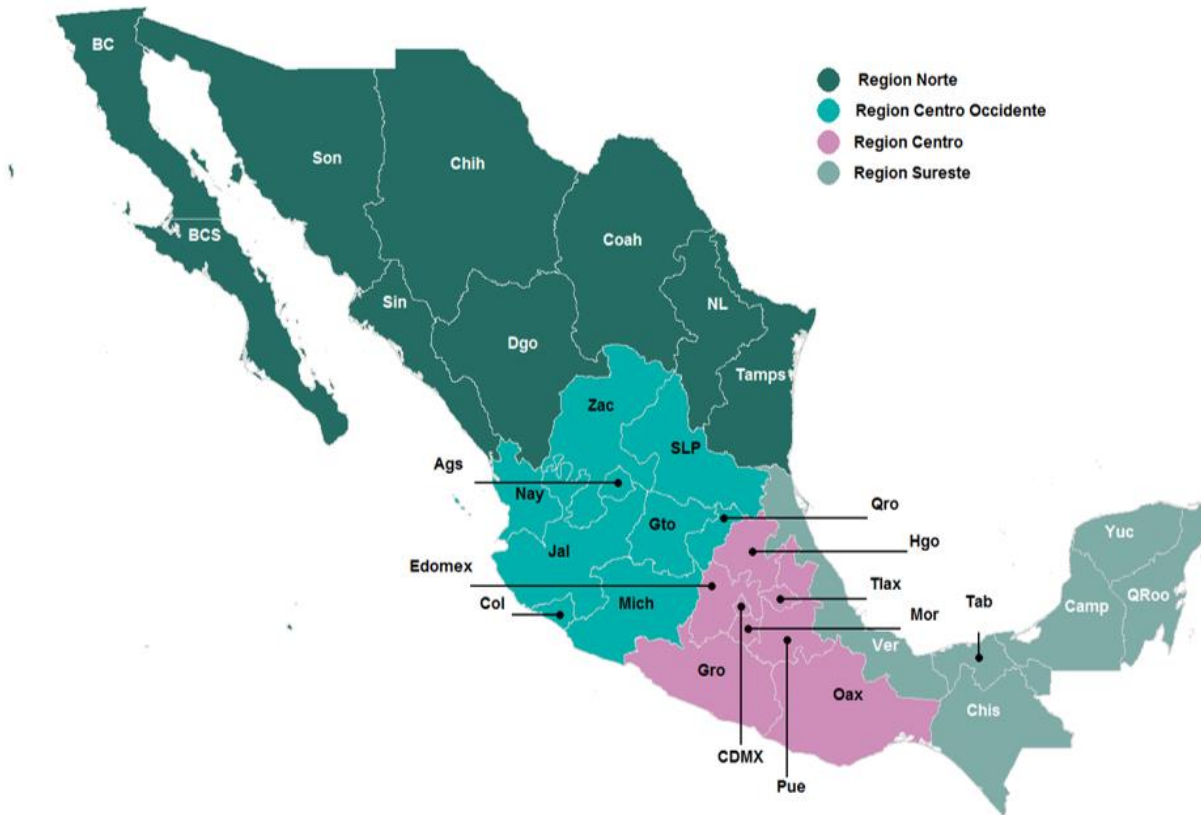 BC
Region Norte
Region Centro Occidente
Region Centro
Region Sureste
Son
Chih
BCS
Coah
Sin
NL
Dgo
Tamps
Zac
SLP
Ags
Nay
Qro
Gto
Hgo
Yuc
Jal
Edomex
Tlax
QRoo
Col
Mich
Tab
Camp
Mor
Ver
Gro
Oax
Chis
CDMX
Pue